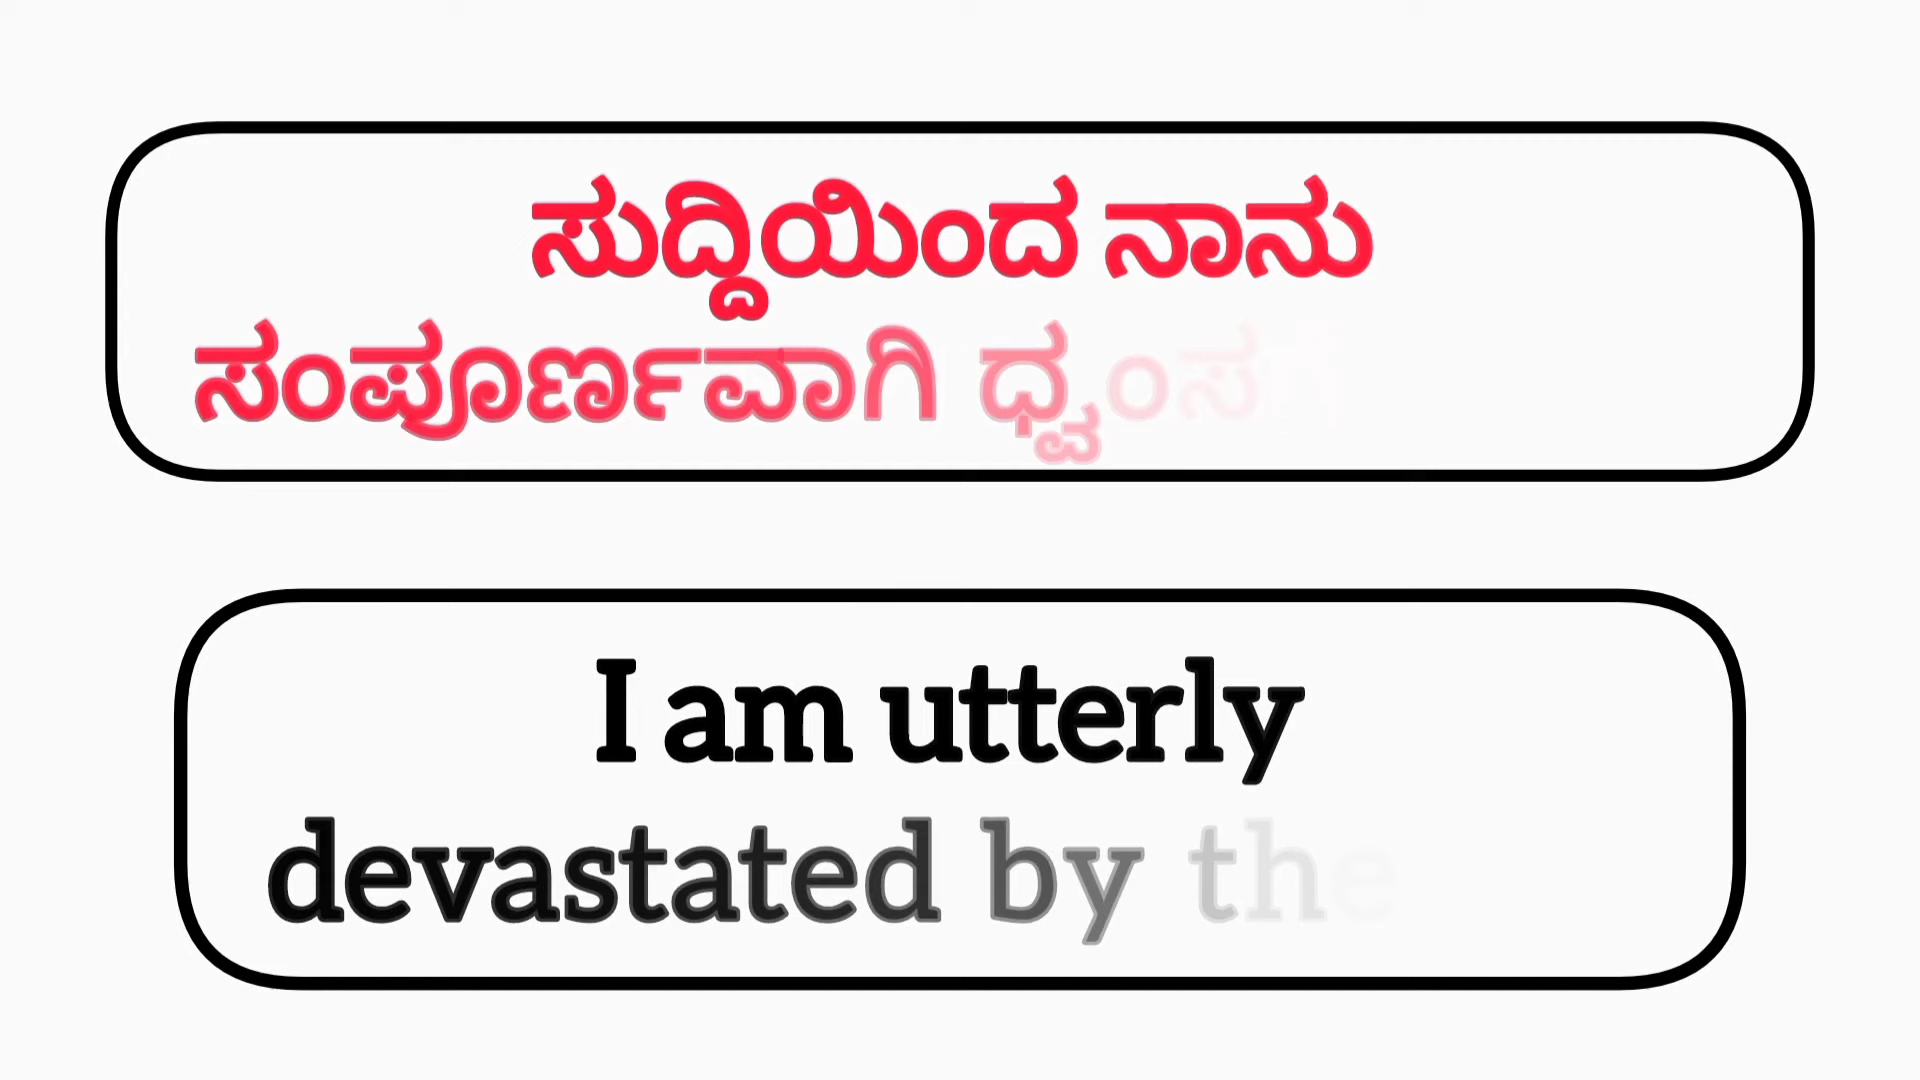 ಸುದ್ದಿಯಿಂದ ನಾನು
ಸಂಪೂರ್ಣವಾಗಿ
I am utterly
devastated by the